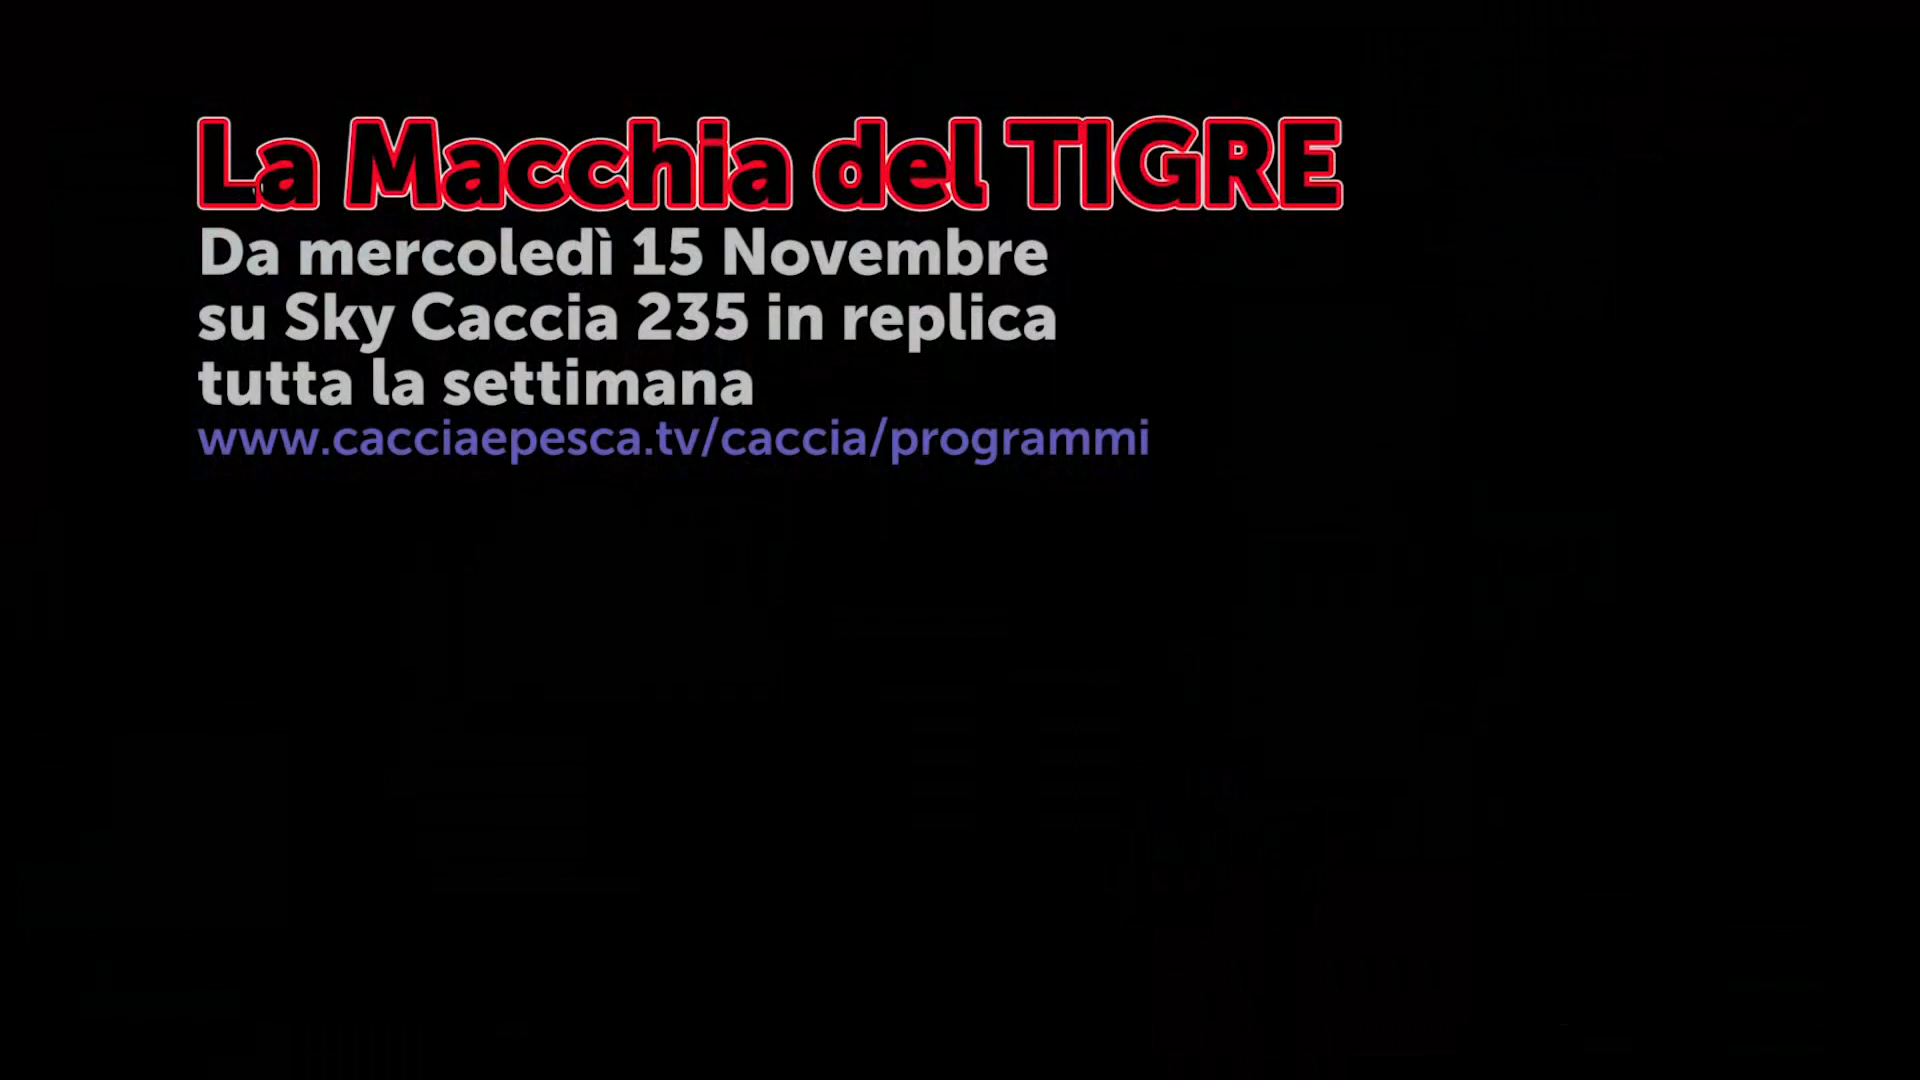 La Macchia del TIGRE
Da mercoledì 15 Novembre
su Sky Caccia 235 in replica
tutta la settimana
www.cacciaepesca.tv/caccia/programmi